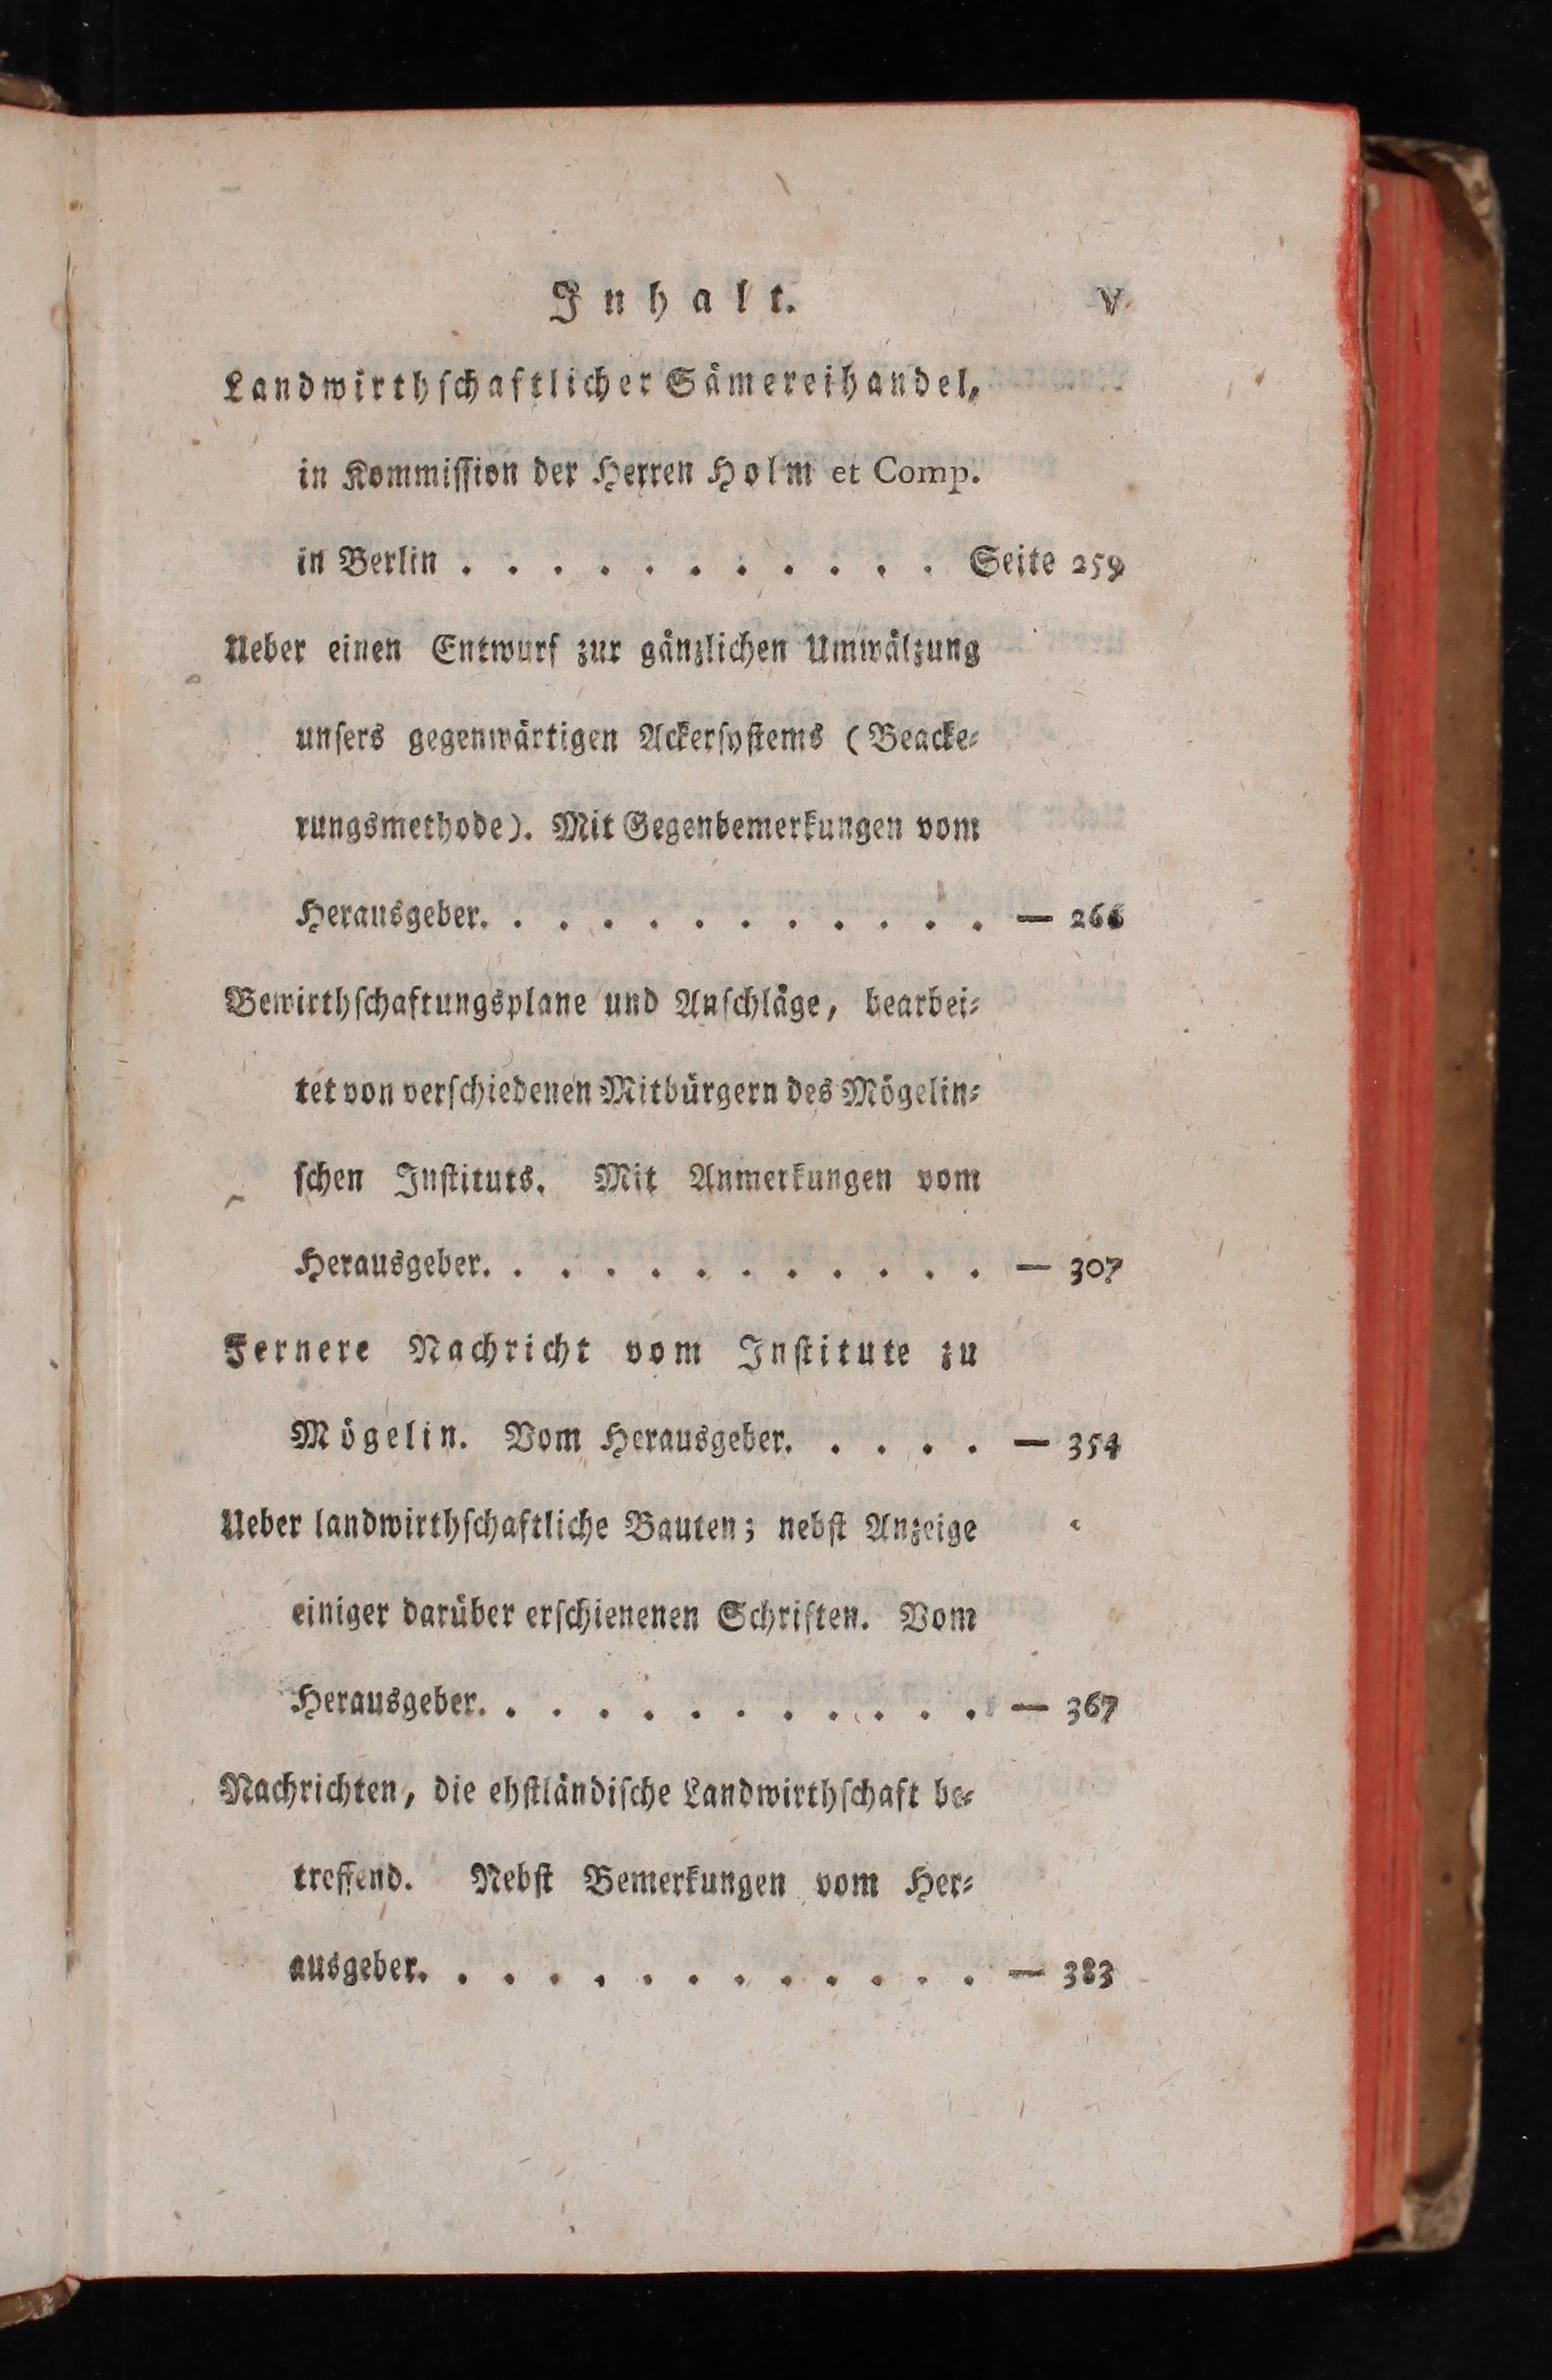 Inhalt. V
Landwirthſchaftlicher Sämereihandel,
in Kommiſſion der Herren Holm et Comp.
in Berlin . . . . . . . . . . . Seite 259
Ueber einen Entwurf zur gänzlichen Umwälzung
unſers gegenwärtigen Ackerſyſtems (Beacke⸗
rungsmethode). Mit Gegenbemerkungen vom
Herausgeber. . . . . . . . . . . . — 266
Bewirthſchaftungsplane und Anſchläge, bearbei⸗
tet von verſchiedenen Mitbürgern des Mögelin⸗
ſchen Inſtituts. Mit Anmerkungen vom
Herausgeber. . . . . . . . . . . . — 307
Fernere Nachricht vom Inſtitute zu
Mögelin. Vom Herausgeber. . . . . — 354
Ueber landwirthſchaftliche Bauten; nebſt Anzeige
einiger darüber erſchienenen Schriften. Vom
Herausgeber. . . . . . . . . . . . — 367
Nachrichten, die ehſtländiſche Landwirthſchaft be⸗
treffend. Nebſt Bemerkungen vom Her⸗
ausgeber. . . . . . . . . . . . . — 383